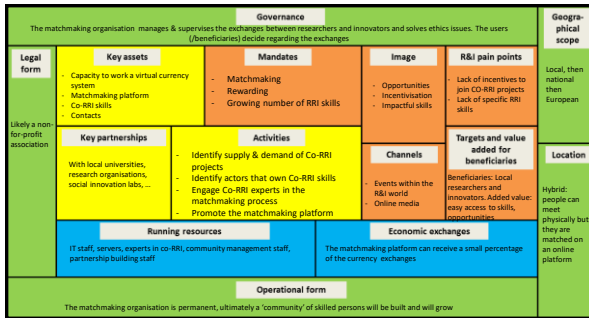 Governance
The matchmaking organisation manages & supervises the exchanges between researchers and innovators and solves ethics issues. The users
(/beneficiaries) decide regarding the exchanges
Geogra-
phical
scope
Local, then
national
then
European
Legal
form
Likely a non-
for-profit
association
Key assets
- Capacity to work a virtual currency
system
- Matchmaking platform
- Co-RRI skills
- Contacts
Mandates
- Matchmaking
- Rewarding
- Growing number of RRI skills
Image
- Opportunities
- Incentivisation
- Impactful skills
R&I pain points
- Lack of incentives to
join CO-RRI projects
- Lack of specific RRI
skills
Key partnerships
With local universities,
research organisations,
social innovation labs, ...
Activities
- Identify supply & demand of Co-RRI
projects
- Identify actors that own Co-RRI skills
- Engage Co-RRI experts in the
matchmaking process
- Promote the matchmaking platform
Channels
- Events within the
R&I world
- Online media
Targets and value
added for
beneficiaries
Beneficiaries: Local
researchers and
innovators. Added value:
easy access to skills,
opportunities
Location
Hybrid:
people can
meet
physically but
they are
matched on
an online
platform
Running resources
IT staff, servers, experts in co-RRI, community management staff,
partnership building staff
Economic exchanges
The matchmaking platform can receive a small percentage
of the currency exchanges
Operational form
The matchmaking organisation is permanent, ultimately a 'community' of skilled persons will be built and will grow